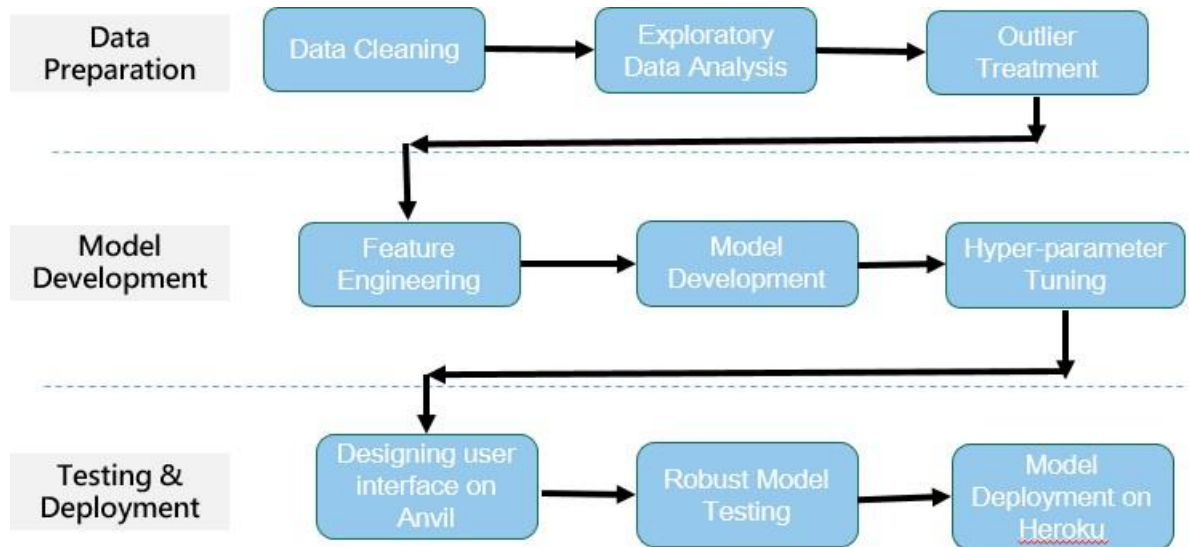 Data
Preparation
Data Cleaning
Exploratory
Data Analysis
Outlier
Treatment
Model
Development
Feature
Engineering
Model
Development
Hyper-parameter
Tuning
Testing &
Deployment
Designing user
interface on
Anvil
Robust Model
Testing
Model
Deployment on
Heroku